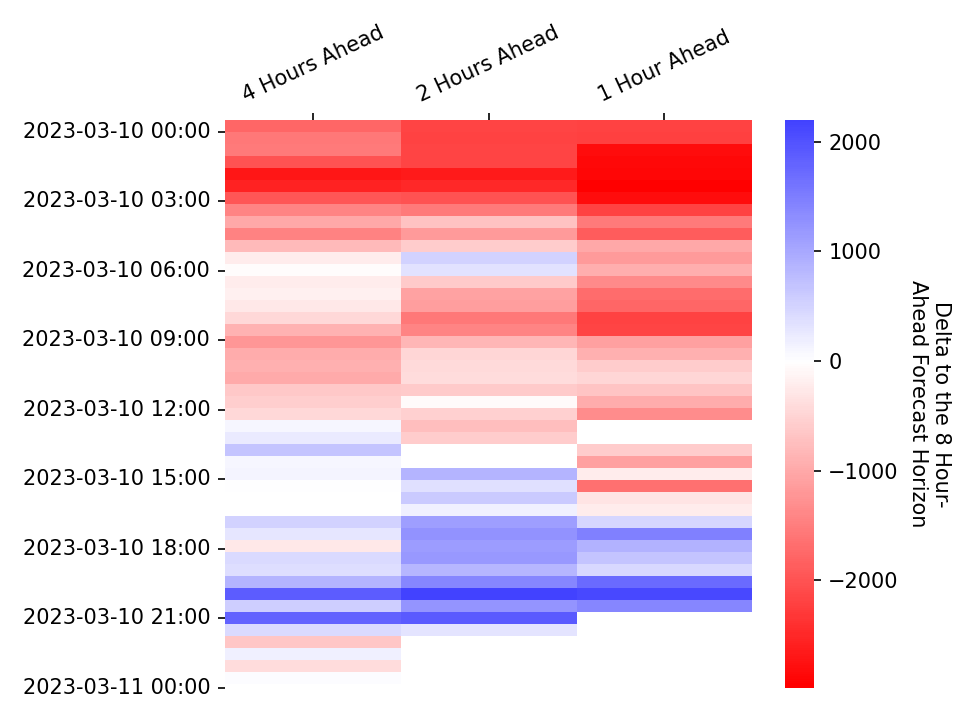 4 Hours Ahead
2 Hours Ahead
1 Hour Ahead
2023-03-10 00:00
2023-03-10 03:00
2023-03-10 06:00
2023-03-10 09:00
2023-03-10 12:00
2023-03-10 15:00
2023-03-10 18:00
2023-03-10 21:00
2023-03-11 00:00
2000
1000
0
−1000
−2000
Delta to the 8 Hour-
Ahead Forecast Horizon